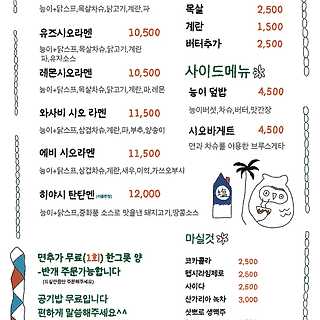 능이+닭스프,목살차슈,닭고기,계란,파
유즈시오라멘 10,500
능이+닭스프,목살차슈,닭고기,계란
파,유자소스
레몬시오라멘 10,500
능이+닭스프,목살차슈,닭고기,계란,파,레몬
와사비 시오 라멘 11,500
능이+닭스프,삼겹차슈,계란,파,부추,양송이
에비 시오라멘 11,500
능이+닭스프,삼겹차슈,계란,새우,미역,가쓰오부시
히야시 탄탄멘 12,000
능이+닭스프,중화풍 소스로 맛을낸 돼지고기,땅콩소스
면추가 무료(1회) 한그릇 양
-반개 주문가능합니다
공기밥 무료입니다
편하게 말씀해주세요^^
목살 2,500
계란 1,500
버터추가 2,500
사이드메뉴
능이 덮밥 4,500
능이버섯,차슈,버터,맛간장
시오바게트 4,500
면과 차슈를 이용한 브루스게타
마실것
코카콜라 2,500
펩시라임제로 2,500
사이다 2,500
산가리아 녹차 3,000
삿뽀로 생맥주